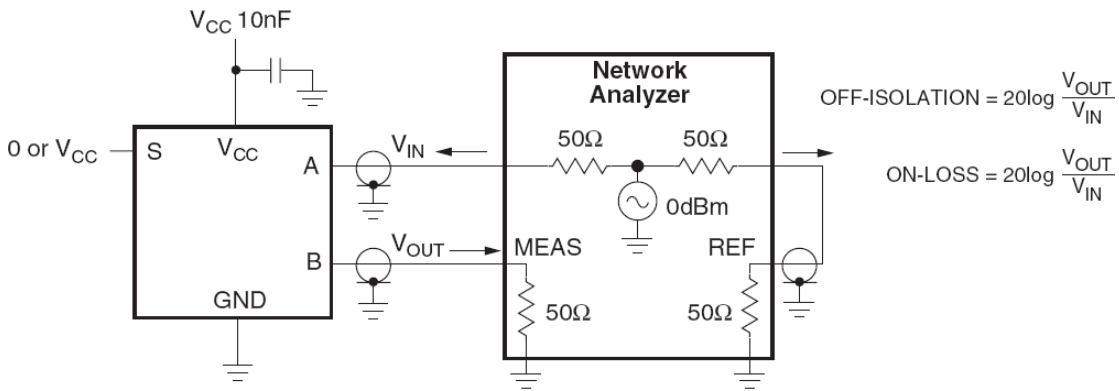 V_CC 10nF
0 or V_CC
S
V_CC
A
B
GND
V_IN
V_OUT
Network
Analyzer
50Ω
50Ω
0dBm
MEAS
REF
50Ω
50Ω
OFF-ISOLATION = 20log V_OUT/V_IN
ON-LOSS = 20log V_OUT/V_IN